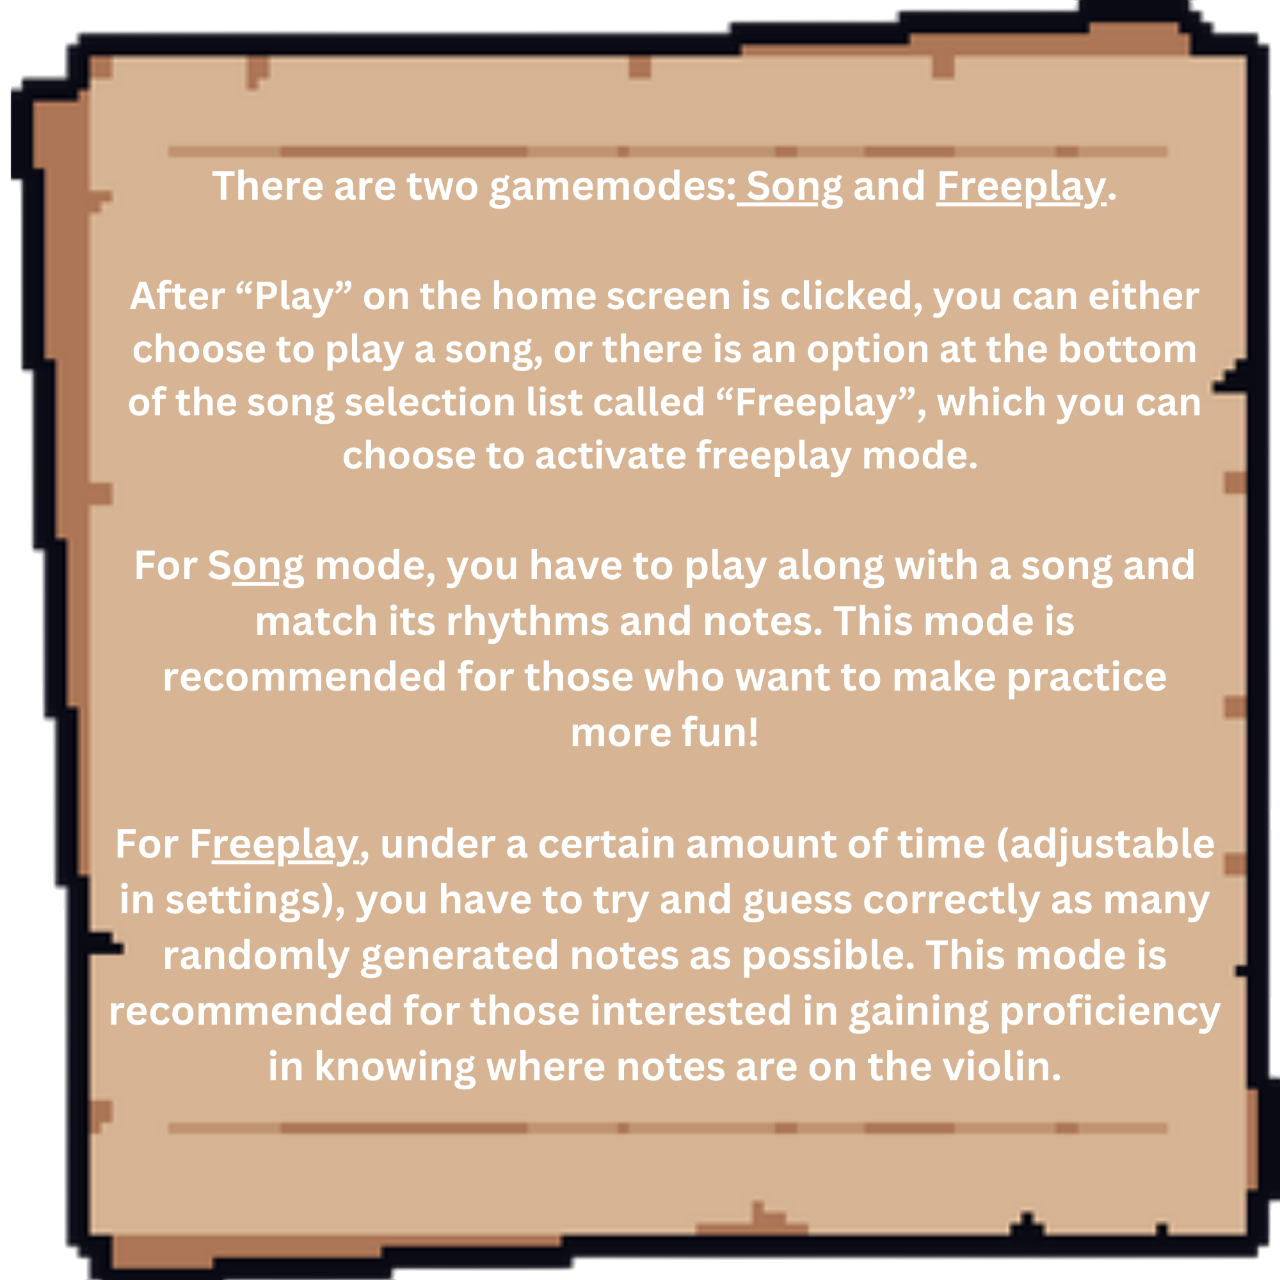 There are two gamemodes: Song and Freeplay.
After “Play” on the home screen is clicked, you can either
choose to play a song, or there is an option at the bottom
of the song selection list called “Freeplay”, which you can
choose to activate freeplay mode.
For Song mode, you have to play along with a song and
match its rhythms and notes. This mode is
recommended for those who want to make practice
more fun!
For Freeplay, under a certain amount of time (adjustable
in settings), you have to try and guess correctly as many
randomly generated notes as possible. This mode is
recommended for those interested in gaining proficiency
in knowing where notes are on the violin.